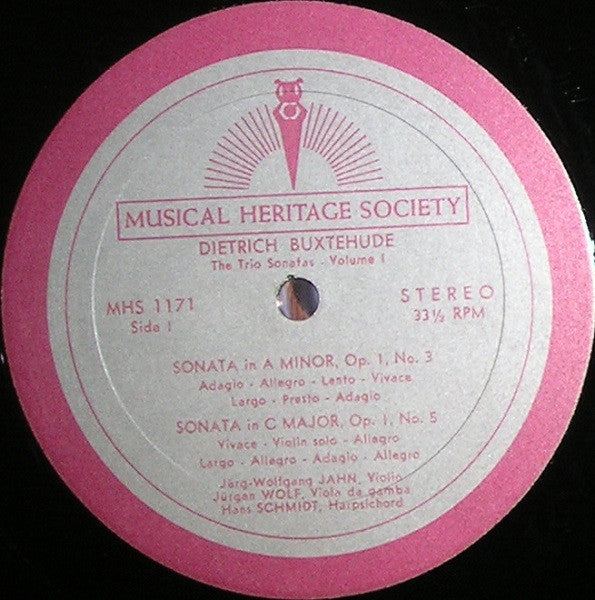 MUSICAL HERITAGE SOCIETY
DIETRICH BUXTEHUDE
The Trio Sonatas - Volume I
MHS 1171
Side 1
STEREO
33⅓ RPM
SONATA in A MINOR, Op. 1, No. 3
Adagio - Allegro - Lento - Vivace
Largo - Presto - Adagio
SONATA in C MAJOR, Op. 1, No. 5
Vivace - Violin solo - Allegro
Largo - Allegro - Adagio - Allegro
Jörg-Wolfgang JAHN, Violin
Jürgen WOLF, Viola da gamba
Hans SCHMIDT, Harpsichord